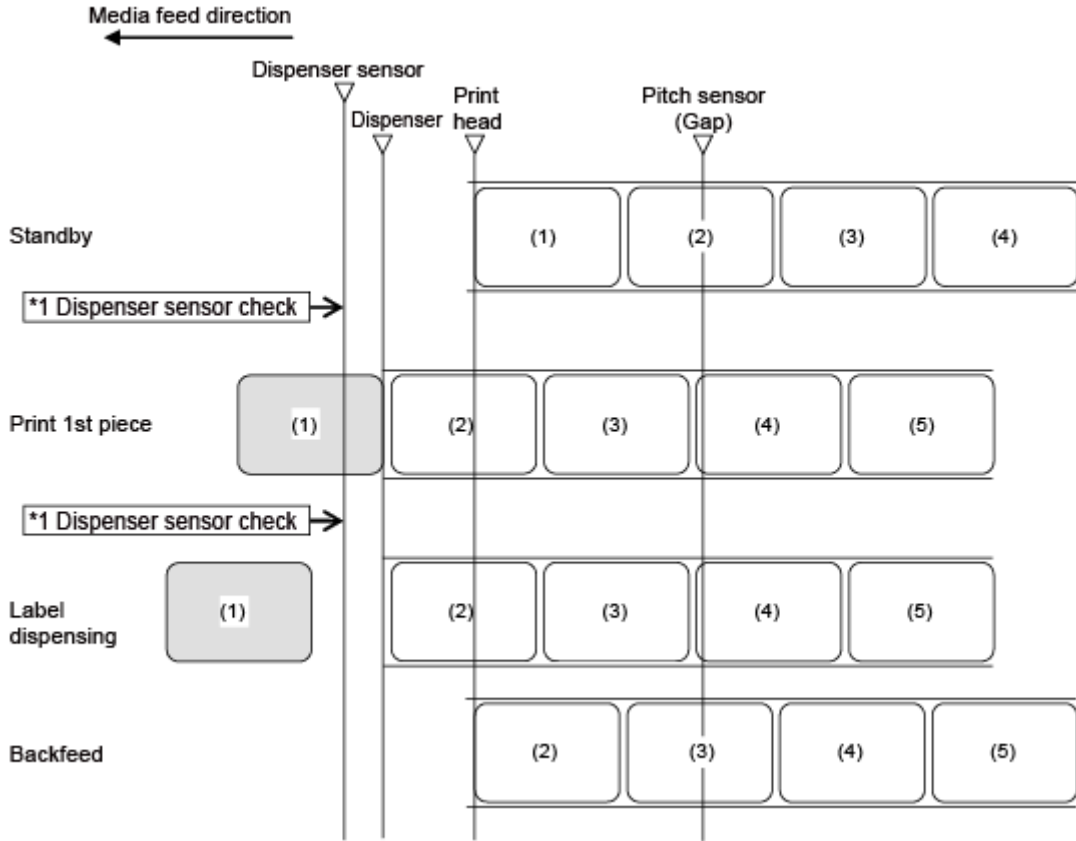 Media feed direction
Dispenser sensor
Dispenser
Print
head
Pitch sensor
(Gap)
Standby
(1)
(2)
(3)
(4)
*1 Dispenser sensor check
Print 1st piece
(1)
(2)
(3)
(4)
(5)
*1 Dispenser sensor check
Label
dispensing
(1)
(2)
(3)
(4)
(5)
Backfeed
(2)
(3)
(4)
(5)